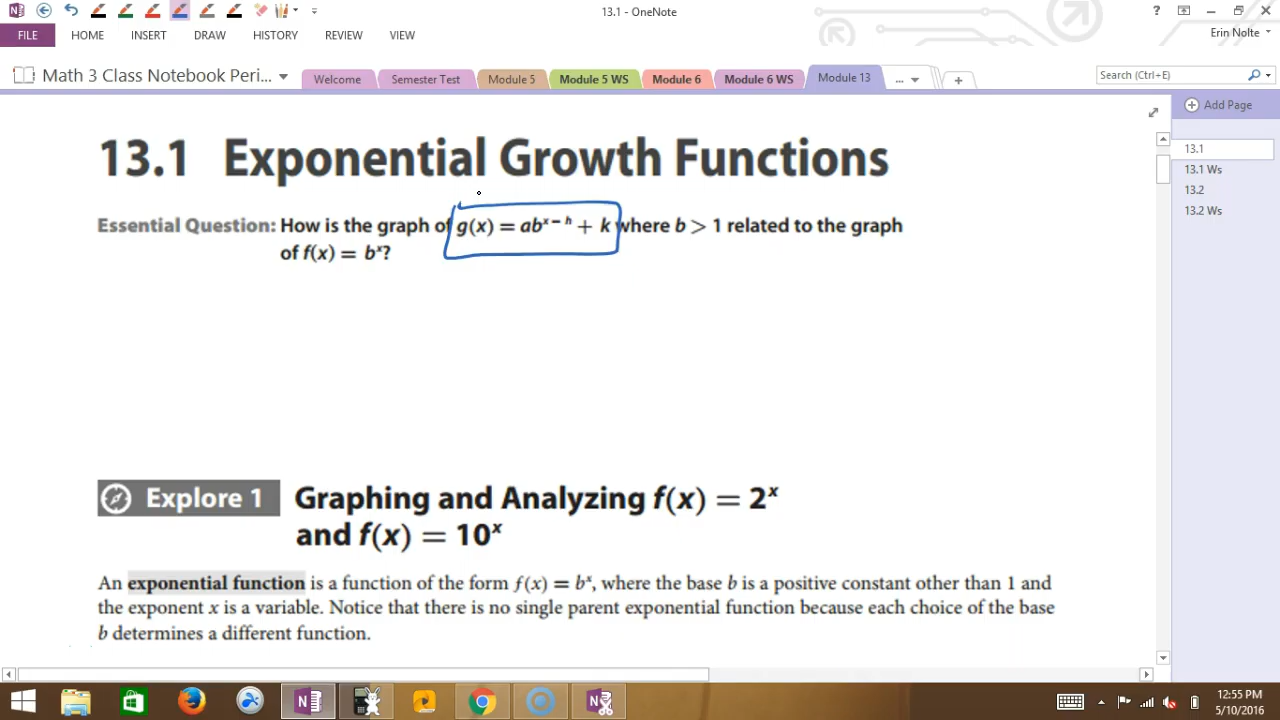 13.1 - OneNote
?
FILE
HOME
INSERT
DRAW
HISTORY
REVIEW
VIEW
Erin Nolte
Math 3 Class Notebook Peri...
Welcome
Semester Test
Module 5
Module 5 WS
Module 6
Module 6 WS
Module 13
...
+
Search (Ctrl+E)
Add Page
13.1
13.1 Ws
13.2
13.2 Ws
13.1 Exponential Growth Functions
Essential Question: How is the graph of g(x) = abˣ⁻ʰ + k where b > 1 related to the graph
of f(x) = bˣ?
Explore 1
Graphing and Analyzing f(x) = 2ˣ
and f(x) = 10ˣ
An exponential function is a function of the form f(x) = bˣ, where the base b is a positive constant other than 1 and
the exponent x is a variable. Notice that there is no single parent exponential function because each choice of the base
b determines a different function.
12:55 PM
5/10/2016